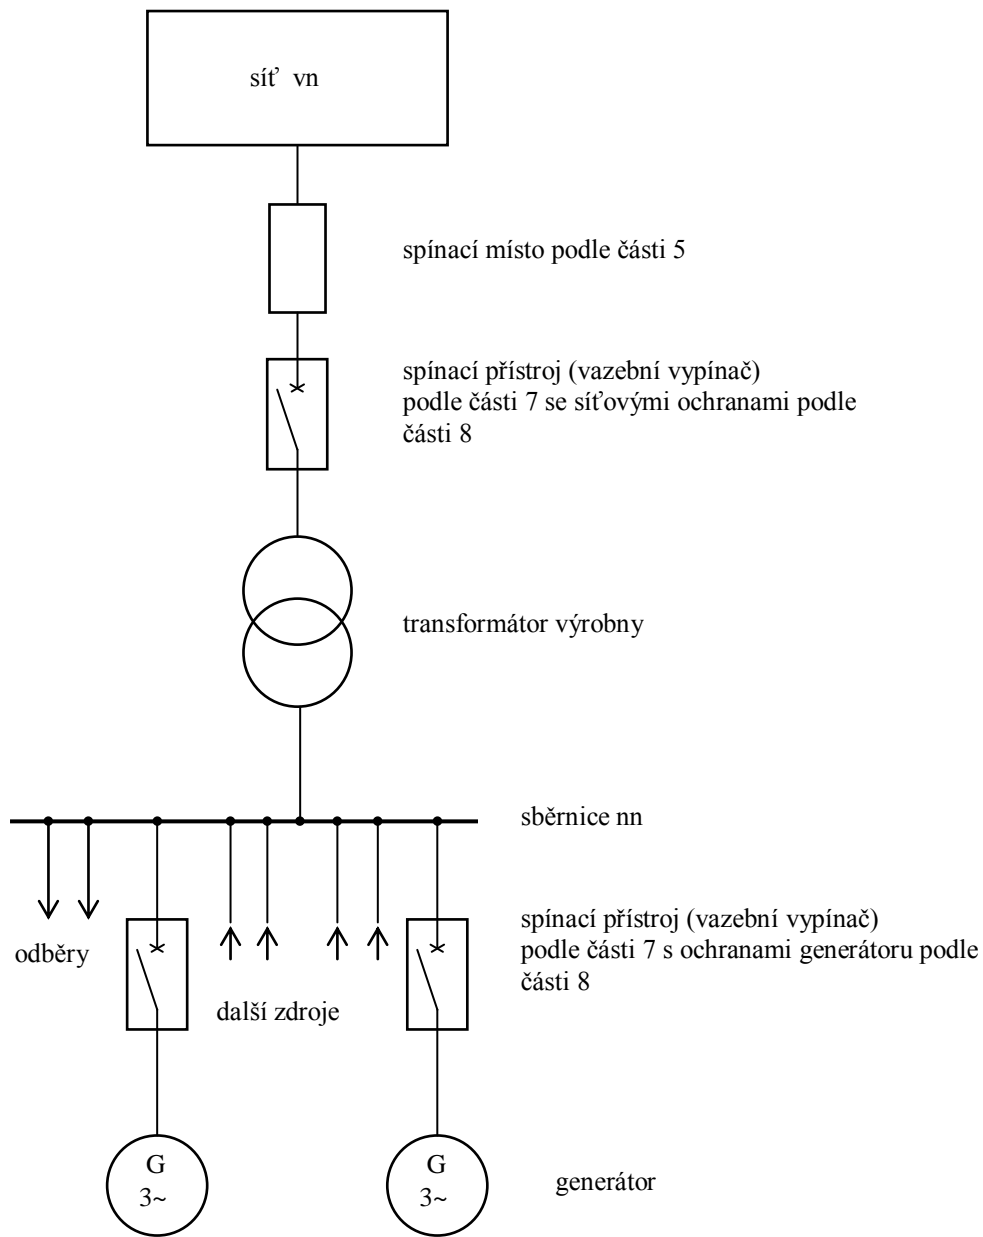 síť vn
spínací místo podle části 5
spínací přístroj (vazební vypínač)
podle části 7 se síťovými ochranami podle
části 8
transformátor výrobny
sběrnice nn
spínací přístroj (vazební vypínač)
podle části 7 s ochranami generátoru podle
části 8
odběry
další zdroje
G
3~
G
3~
generátor